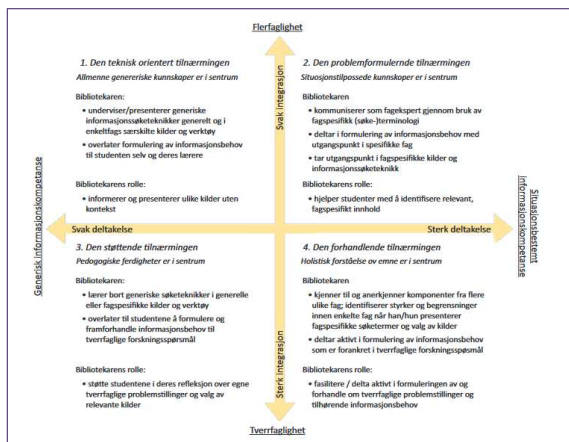 Flerfaglighet
1. Den teknisk orientert tilnærmingen
Allmenne genereriske kunnskaper er i sentrum
Bibliotekaren:
• underviser/presenterer generiske
informasjonssøketeknikker generelt og i
enkeltfags særskilte kilder og verktøy
• overlater formulering av informasjonsbehov
til studenten selv og deres lærere
Bibliotekarens rolle:
• informerer og presenterer ulike kilder uten
kontekst
Svak integrasjon
2. Den problemformulernde tilnærmingen
Situasjonstilpossede kunnskaper er i sentrum
Bibliotekaren
• kommuniserer som fagekspert gjennom bruk av
fagspesifikk (søke-)terminologi
• deltar i formulering av informasjonsbehov med
utgangspunkt i spesifikke fag
• tar utgangspunkt i fagspesifikke kilder og
informasjonssøketeknikk
Bibliotekarens rolle:
• hjelper studenter med å identifisere relevant,
fagspesifikt innhold
Generisk informasjonskompetanse
Svak deltakelse
Sterk deltakelse
Situasjonsbestemt
informasjonskompetanse
3. Den støttende tilnærmingen
Pedagogiske ferdigheter er i sentrum
Bibliotekaren:
• lærer bort generiske søketeknikker i generelle
eller fagspesifikke kilder og verktøy
• overlater til studentene å formulere og
framforhandle informasjonsbehov til
tverrfaglige forskningsspørsmål
Bibliotekarens rolle:
• støtte studentene i deres refleksjon over egne
tverrfaglige problemstillinger og valg av
relevante kilder
Sterk integrasjon
4. Den forhandlende tilnærmingen
Holistisk forståelse ov emne er i sentrum
Bibliotekaren:
• kjenner til og anerkjenner komponenter fra flere
ulike fag; identifiserer styrker og begrensninger
innen enkelte fag når han/hun presenterer
fagspesifikke søketermer og valg av kilder
• deltar aktivt i formulering av informasjonsbehov
som er forankret i tverrfaglige forskningsspøsmål
Bibliotekarens rolle:
• fasilitere / delta aktivt i formuleringen av og
forhandle om tverrfaglige problemstillinger og
tilhørende informasjonsbehov
Tverrfaglighet